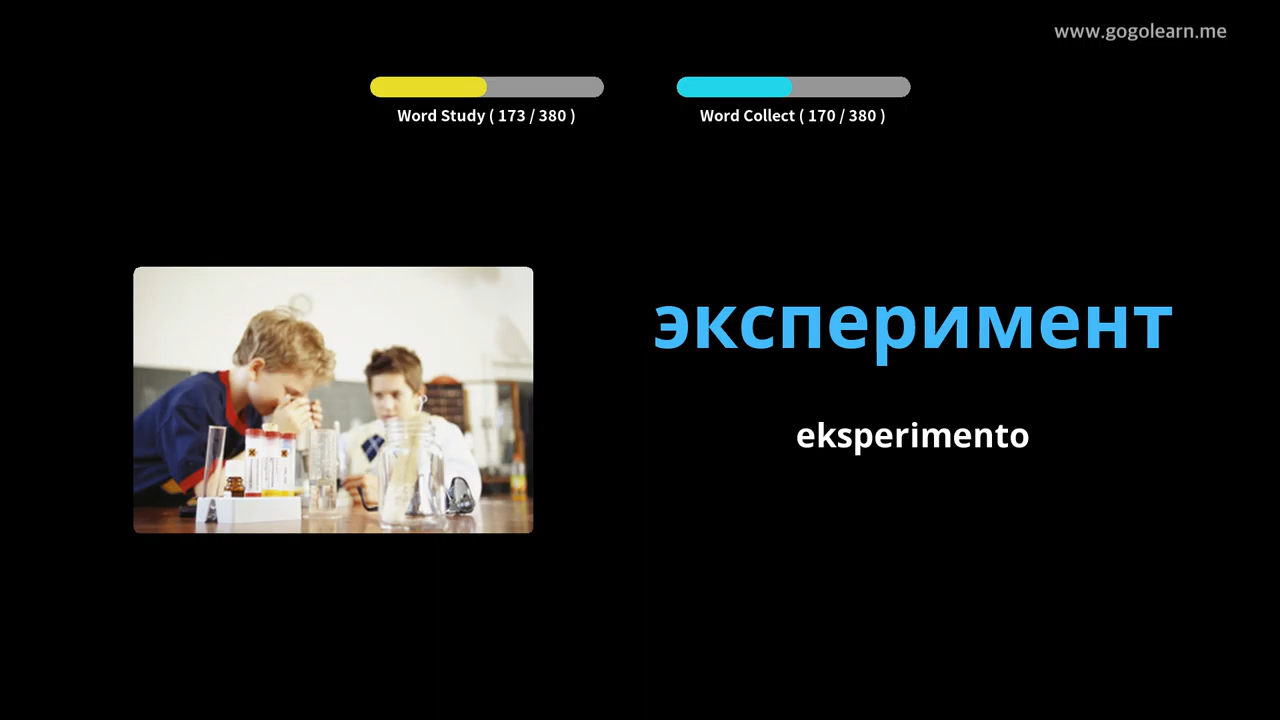 www.gogolearn.me
Word Study ( 173 / 380 )
Word Collect ( 170 / 380 )
эксперимент
eksperimento